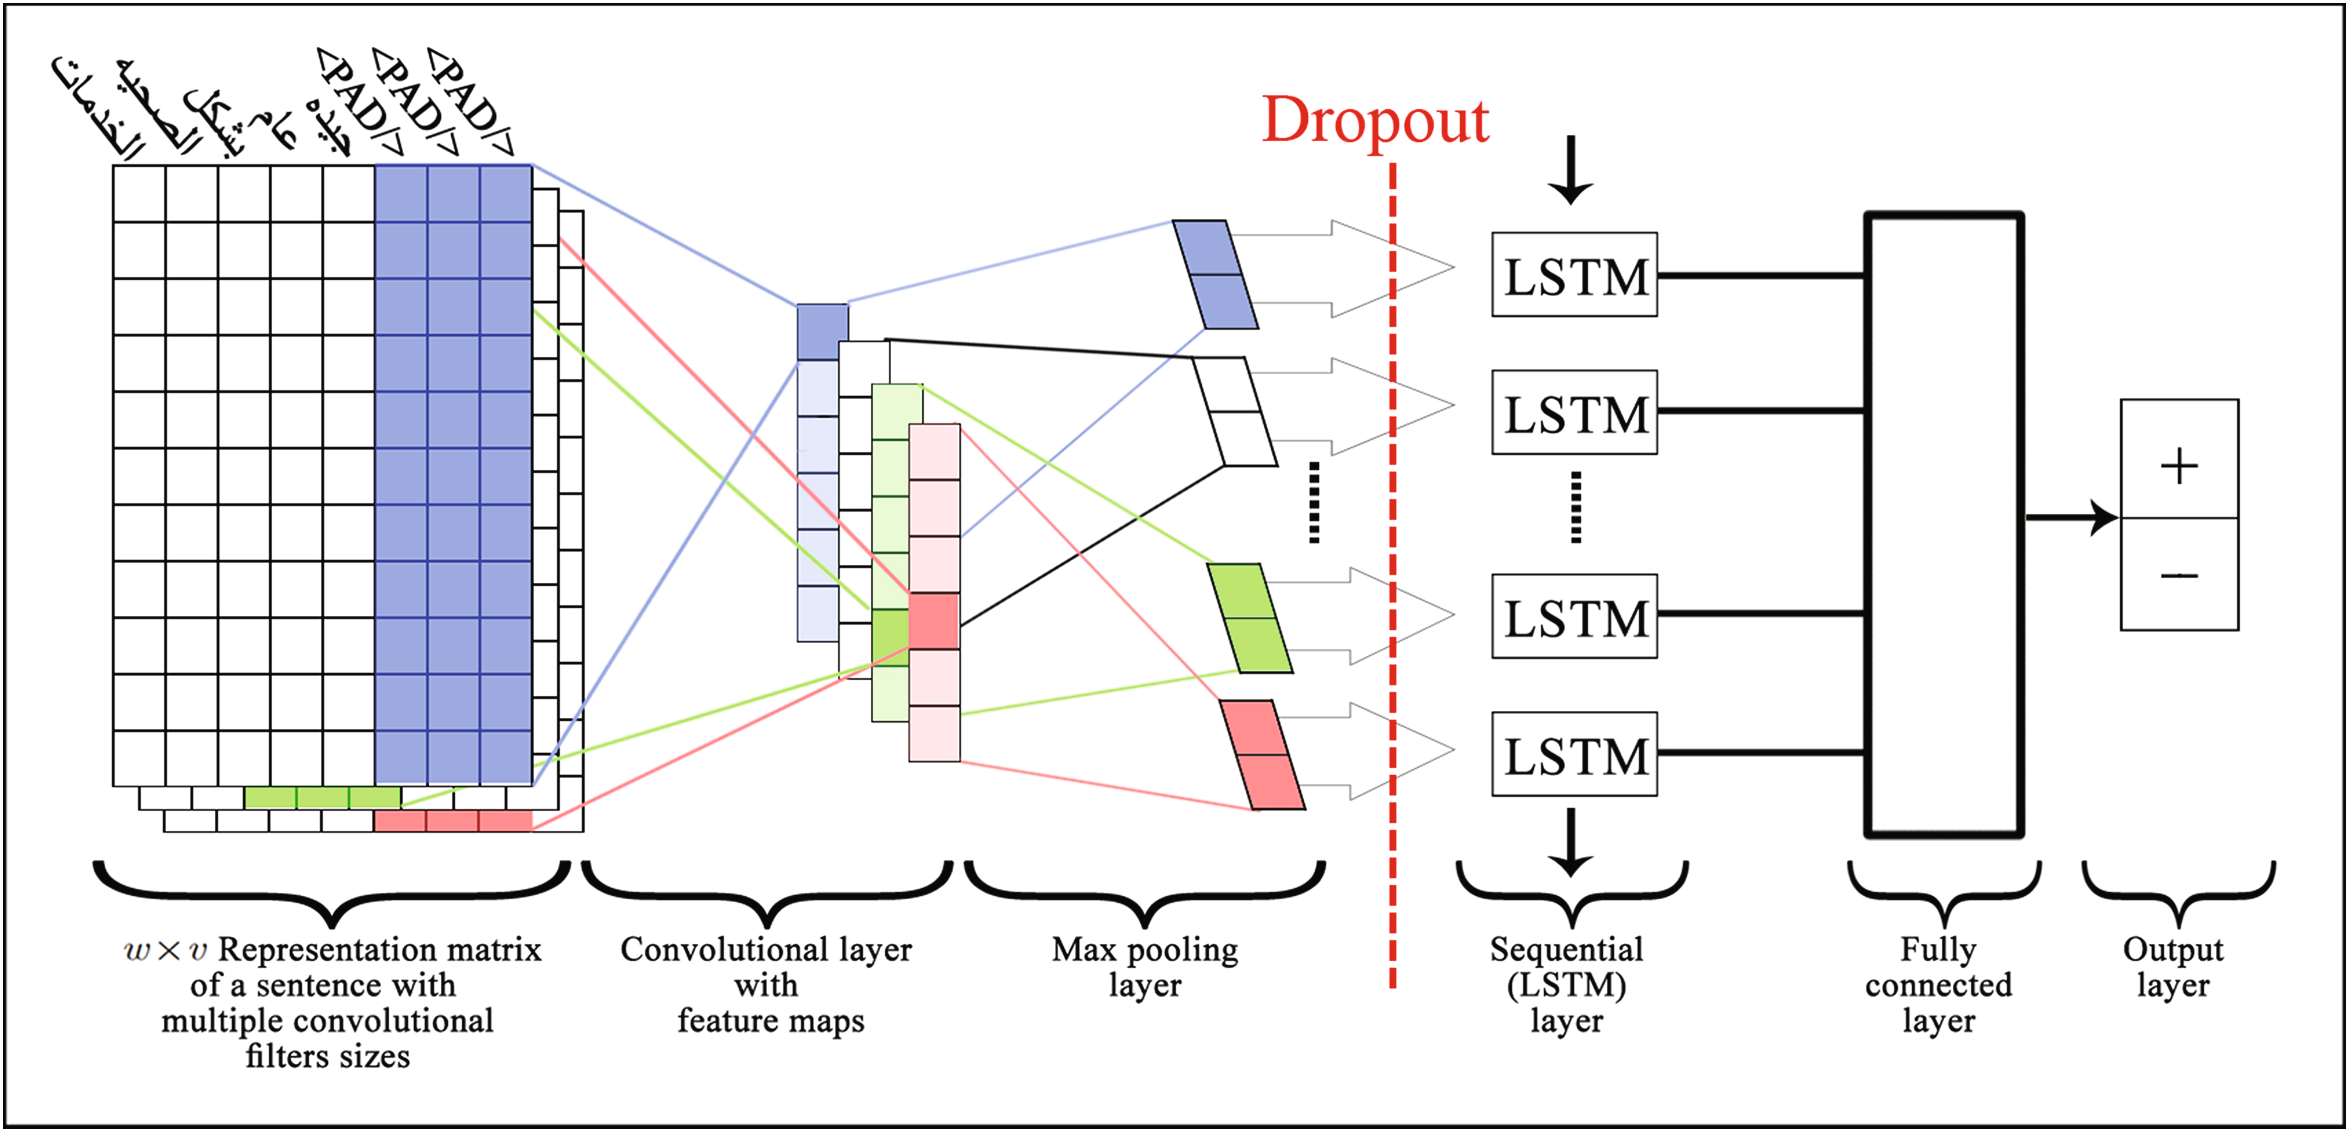 الخدمات
الصحيه
بشكل
عام
جيده
<PAD/>
<PAD/>
<PAD/>
Dropout
LSTM
LSTM
LSTM
LSTM
+
−
w × v Representation matrix
of a sentence with
multiple convolutional
filters sizes
Convolutional layer
with
feature maps
Max pooling
layer
Sequential
(LSTM)
layer
Fully
connected
layer
Output
layer